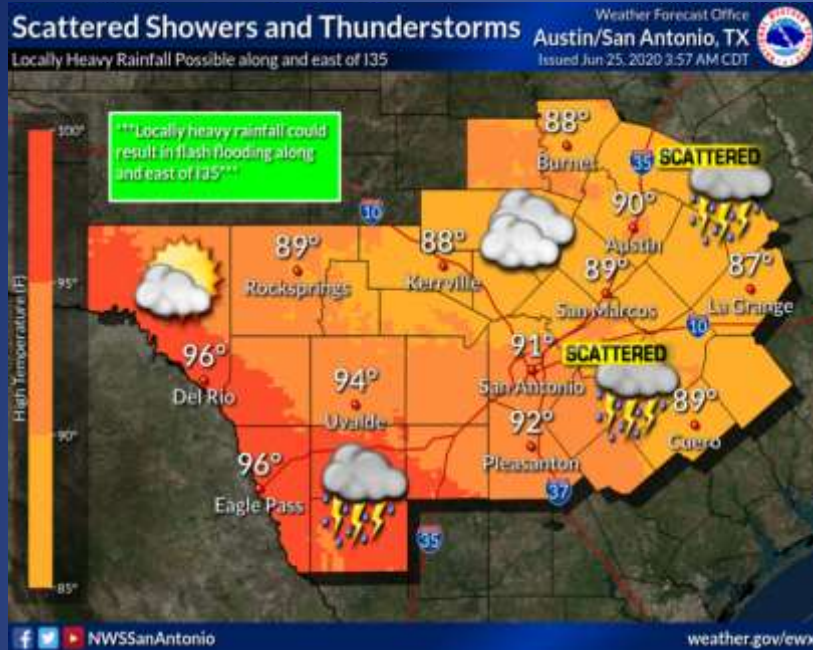 Scattered Showers and Thunderstorms
Locally Heavy Rainfall Possible along and east of I35
Weather Forecast Office
Austin/San Antonio, TX
Issued Jun 25, 2020 3:57 AM CDT
***Locally heavy rainfall could
result in flash flooding along
and east of I35***
High Temperature (F)
100°
95°
90°
85°
88°
Burnet
35
SCATTERED
10
90°
Austin
89°
Rocksprings
88°
Kerrville
89°
San Marcos
87°
La Grange
10
96°
Del Rio
94°
Uvalde
91°
San Antonio
SCATTERED
92°
Pleasanton
89°
Cuero
96°
Eagle Pass
37
35
NWSSanAntonio
weather.gov/ewx